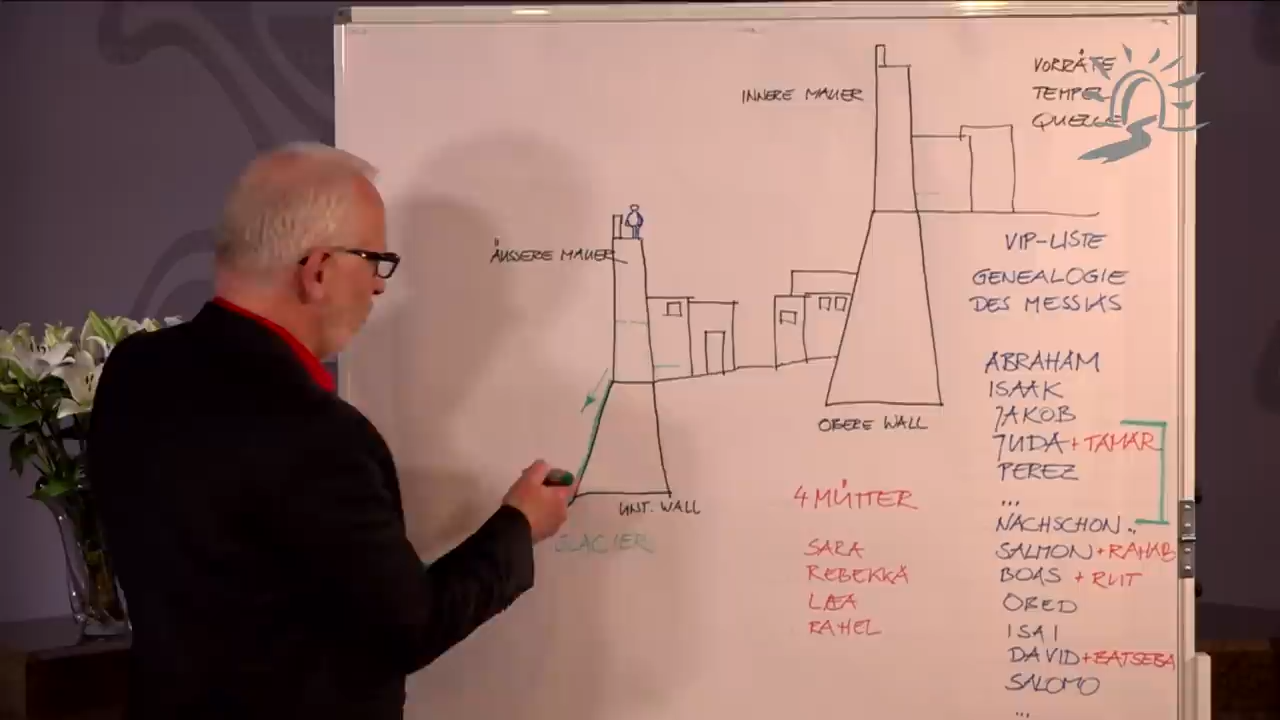 INNERE MAUER
VORRÄTE
TEMPEL
QUELLE
ÄUSSERE MAUER
VIP-LISTE
GENEALOGIE
DES MESSIAS
ABRAHAM
ISAAK
JAKOB
JUDA + TAMAR
PEREZ
...
NACHSCHON..
SALMON + RAHAB
BOAS + RUT
OBED
ISAI
DAVID + BATSEBA
SALOMO
...
OBERE WALL
UNT. WALL
GLACIER
4 MÜTTER
SARA
REBEKKA
LEA
RAHEL